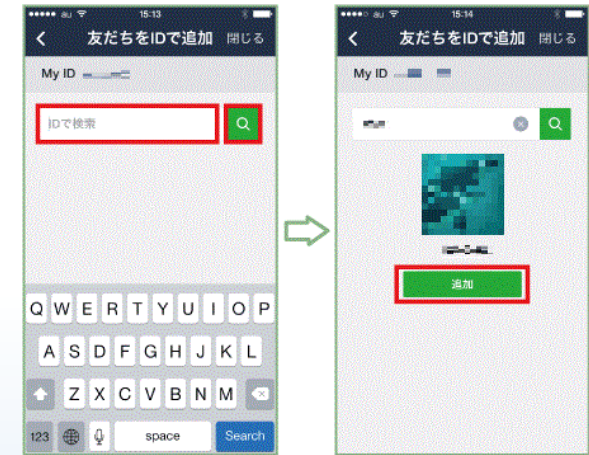 au 15:13
友だちをIDで追加 閉じる
My ID
IDで検索
Q W E R T Y U I O P
A S D F G H J K L
Z X C V B N M
123 space Search
au 15:14
友だちをIDで追加 閉じる
My ID
追加